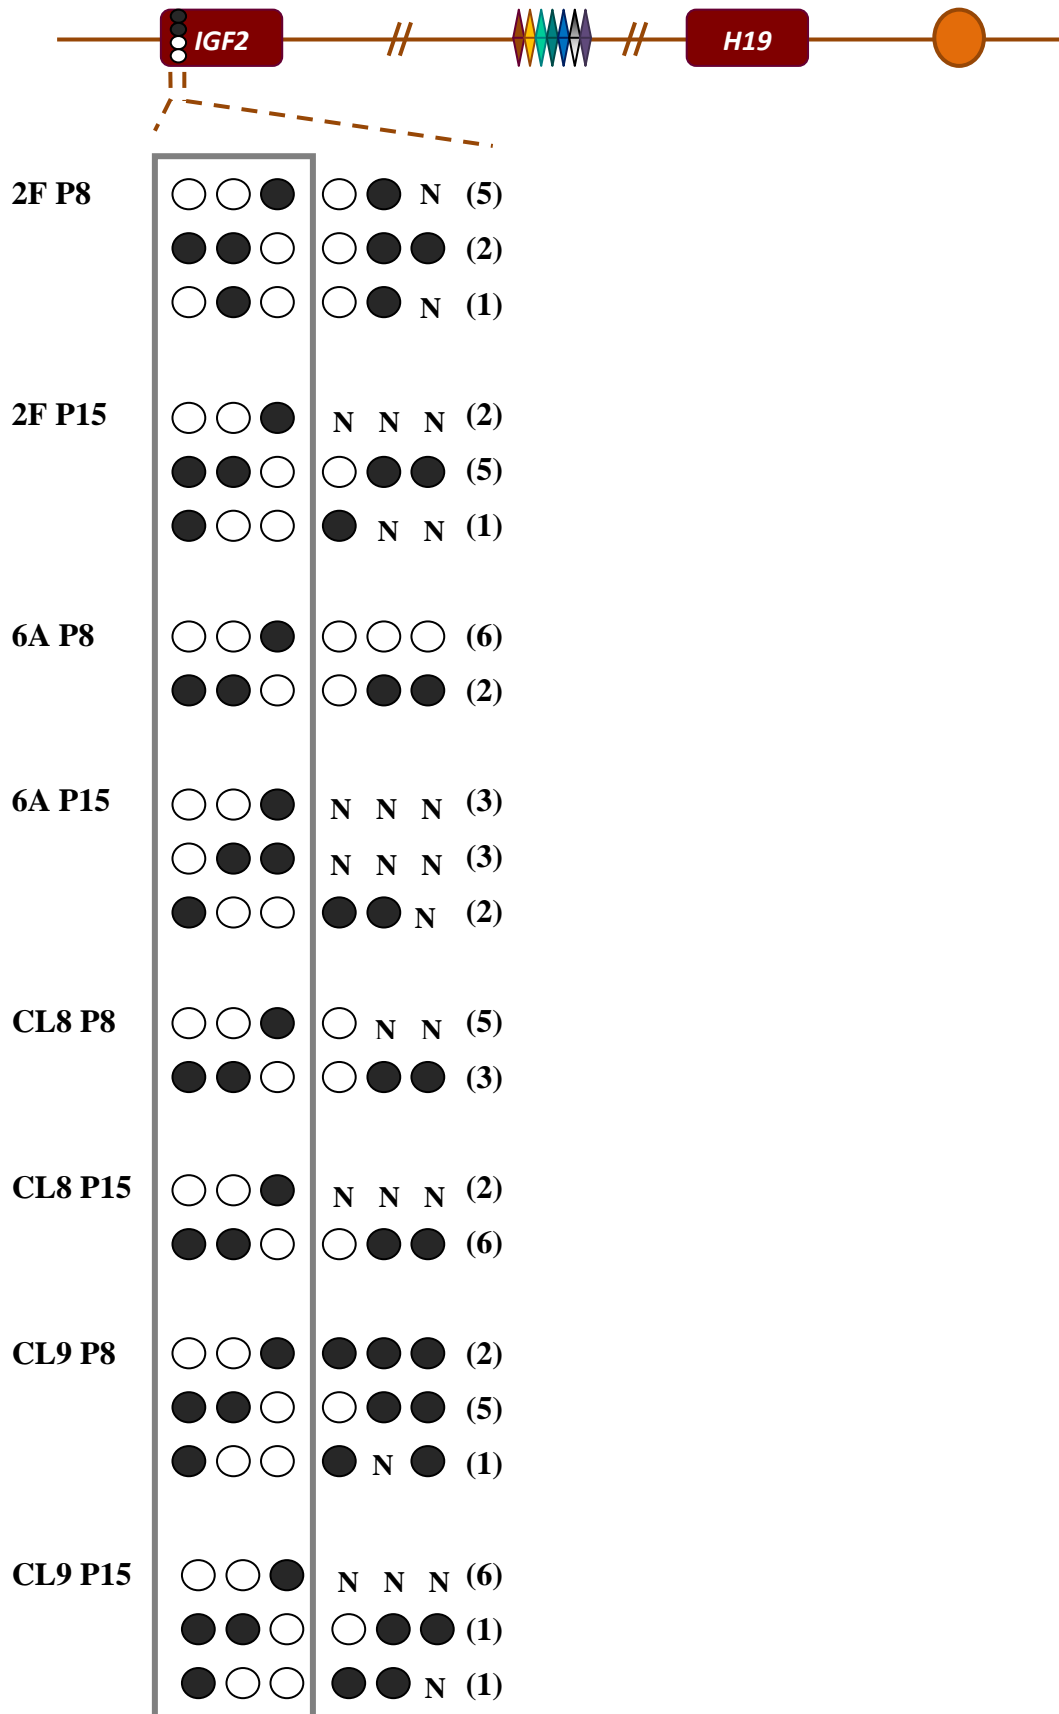 IGF2 H19
2F P8 N (5)
(2)
N (1)
2F P15 N N N (2)
(5)
N N (1)
6A P8 (6)
(2)
6A P15 N N N (3)
N N N (3)
N (2)
CL8 P8 N N (5)
(3)
CL8 P15 N N N (2)
(6)
CL9 P8 (2)
(5)
N (1)
CL9 P15 N N N (6)
(1)
N (1)